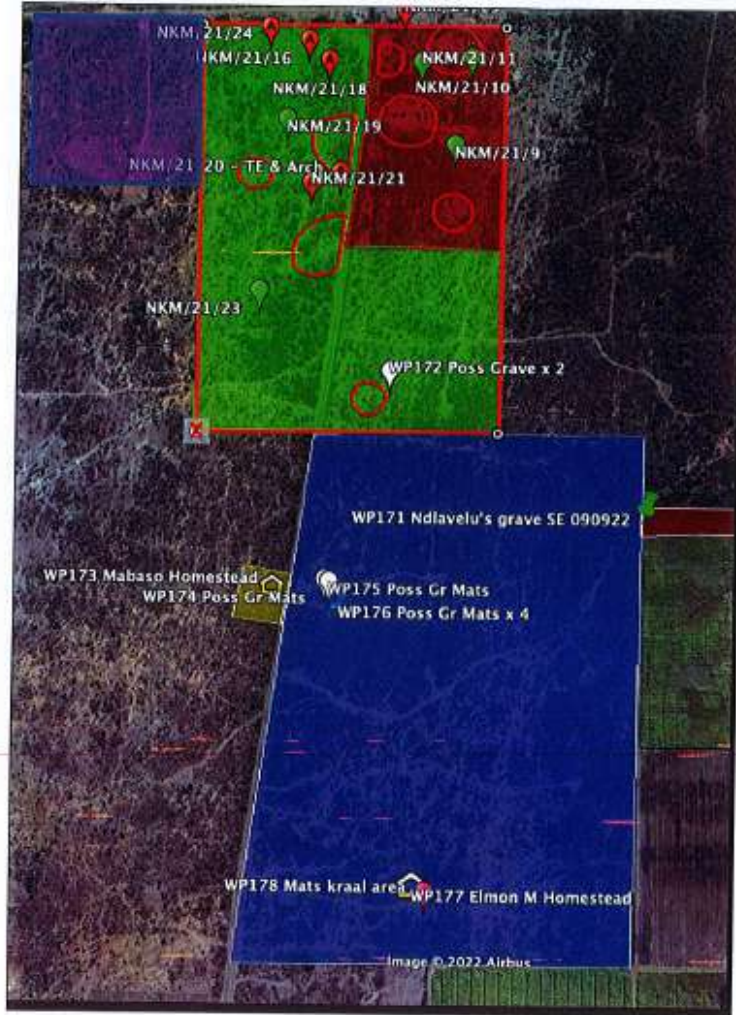 NKM/21/24
NKM/21/16
NKM/21/11
NKM/21/18
NKM/21/10
NKM/21/19
NKM/21/9
NKM/21 20 - TE & Arch
NKM/21/21
NKM/21/23
WP172 Poss Grave x 2
WP171 Ndlavelu's grave SE 090922
WP173 Mabaso Homestead
WP174 Poss Gr Mats
WP175 Poss Gr Mats
WP176 Poss Gr Mats x 4
WP178 Mats kraal area
WP177 Elmon M Homestead
Image © 2022 Airbus